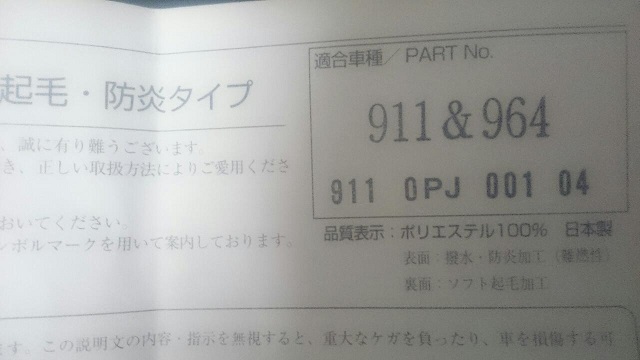 適合車種／PART No.
起毛・防炎タイプ
911&964
、誠に有り難うございます。
き、正しい取扱方法によりご愛用くださ
911 0PJ 001 04
おいてください。
ンボルマークを用いて案内しております。
品質表示：ポリエステル100% 日本製
表面：撥水・防炎加工（難燃性）
裏面：ソフト起毛加工
ます。この説明文の内容・指示を無視すると、重大なケガを負ったり、車を損傷する可